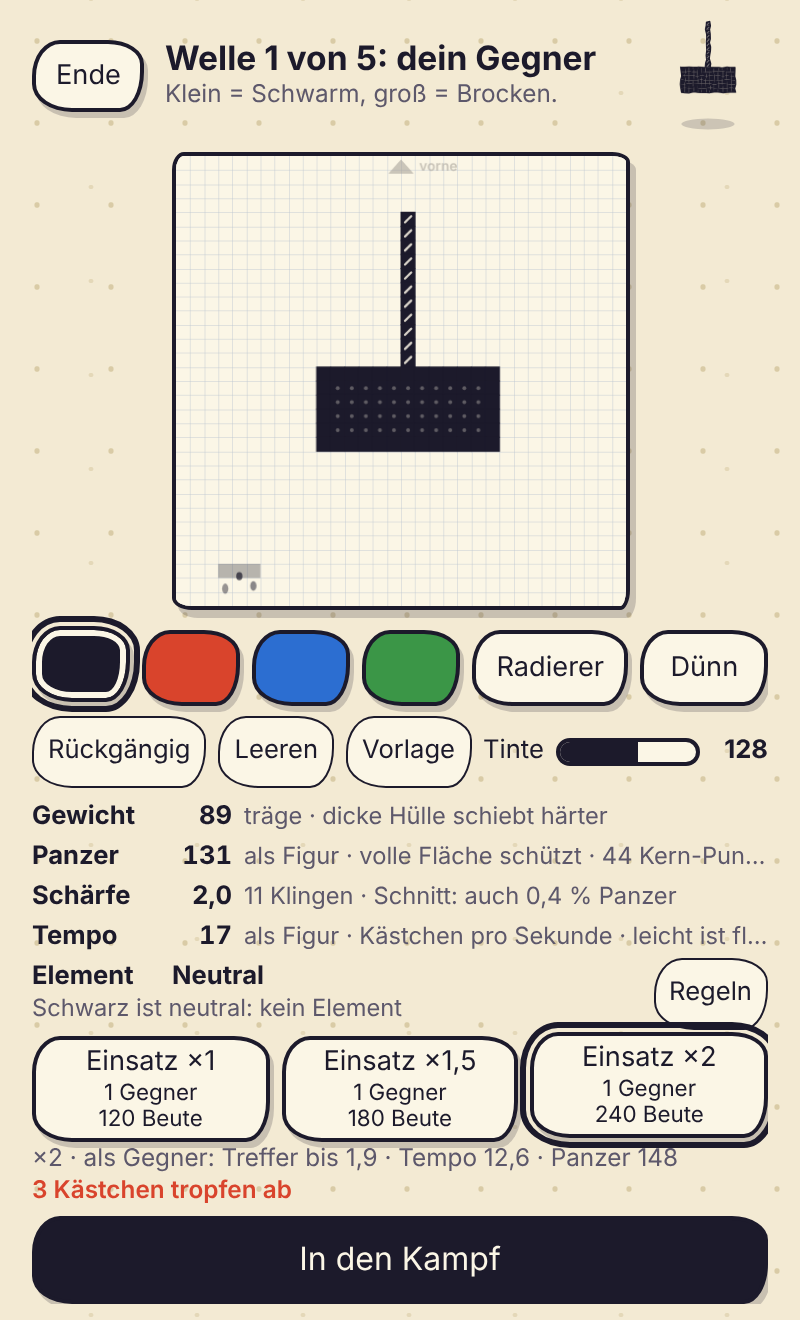 Ende
Welle 1 von 5: dein Gegner
Klein = Schwarm, groß = Brocken.
vorne
Radierer
Dünn
Rückgängig
Leeren
Vorlage
Tinte
128
Gewicht 89 träge · dicke Hülle schiebt härter
Panzer 131 als Figur · volle Fläche schützt · 44 Kern-Pun...
Schärfe 2,0 11 Klingen · Schnitt: auch 0,4 % Panzer
Tempo 17 als Figur · Kästchen pro Sekunde · leicht ist fl...
Element Neutral
Schwarz ist neutral: kein Element
Regeln
Einsatz ×1
1 Gegner
120 Beute
Einsatz ×1,5
1 Gegner
180 Beute
Einsatz ×2
1 Gegner
240 Beute
×2 · als Gegner: Treffer bis 1,9 · Tempo 12,6 · Panzer 148
3 Kästchen tropfen ab
In den Kampf